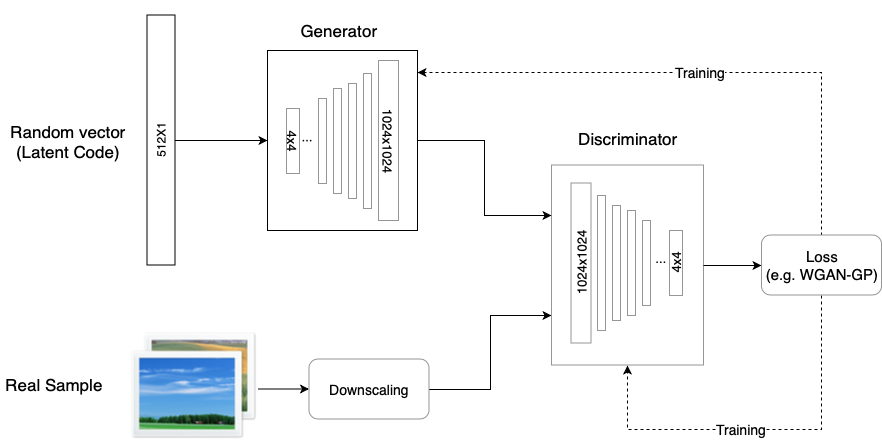 Generator
Random vector
(Latent Code)
512X1
4x4
...
1024x1024
Training
Discriminator
1024x1024
...
4x4
Loss
(e.g. WGAN-GP)
Real Sample
Downscaling
Training